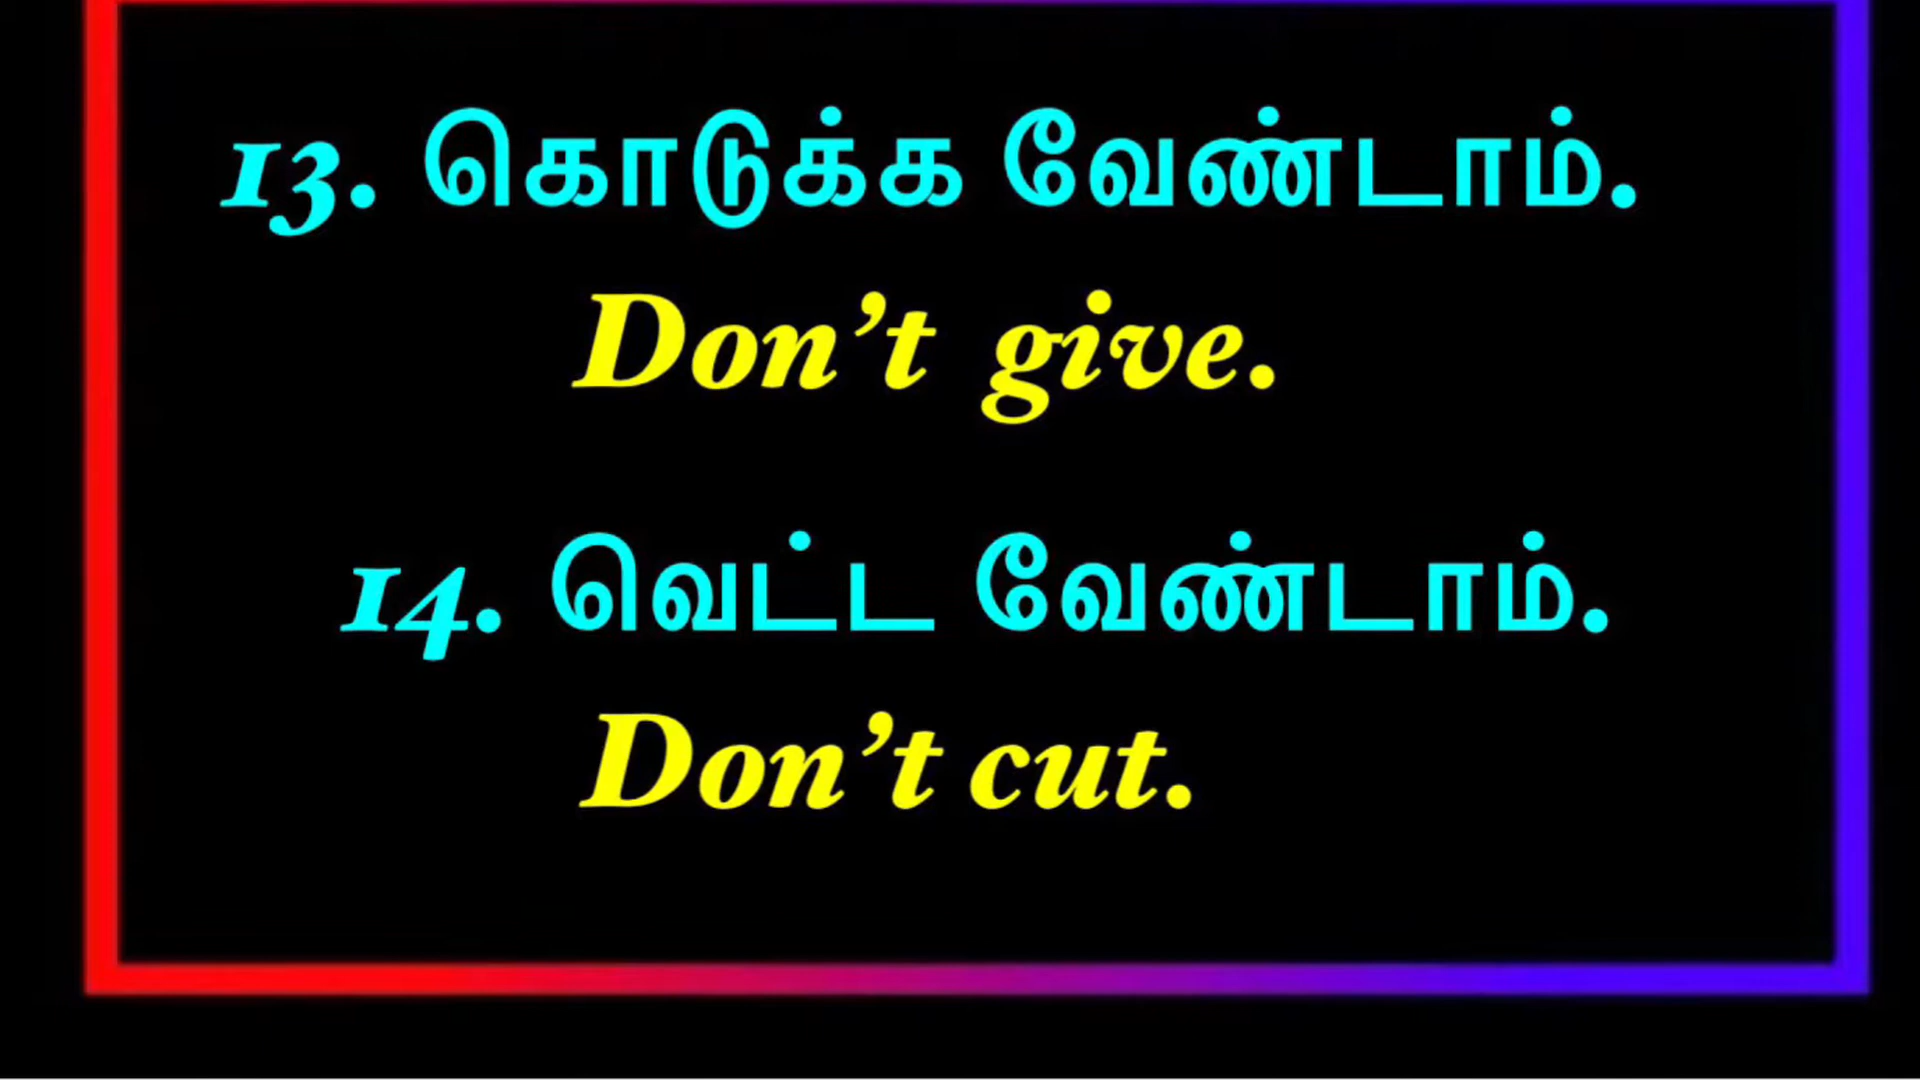 13. கொடுக்க வேண்டாம்.
Don’t give.
14. வெட்ட வேண்டாம்.
Don’t cut.